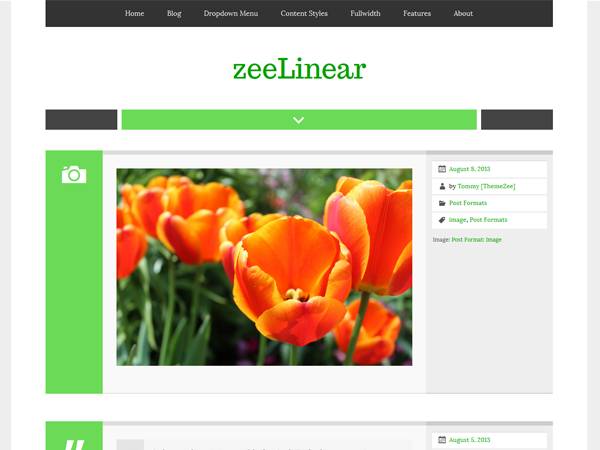 Home Blog Dropdown Menu Content Styles Fullwidth Features About
zeeLinear
August 8, 2013
by Tommy [ThemeZee]
Post Formats
image, Post Formats
Image: Post Format: Image
August 5, 2013